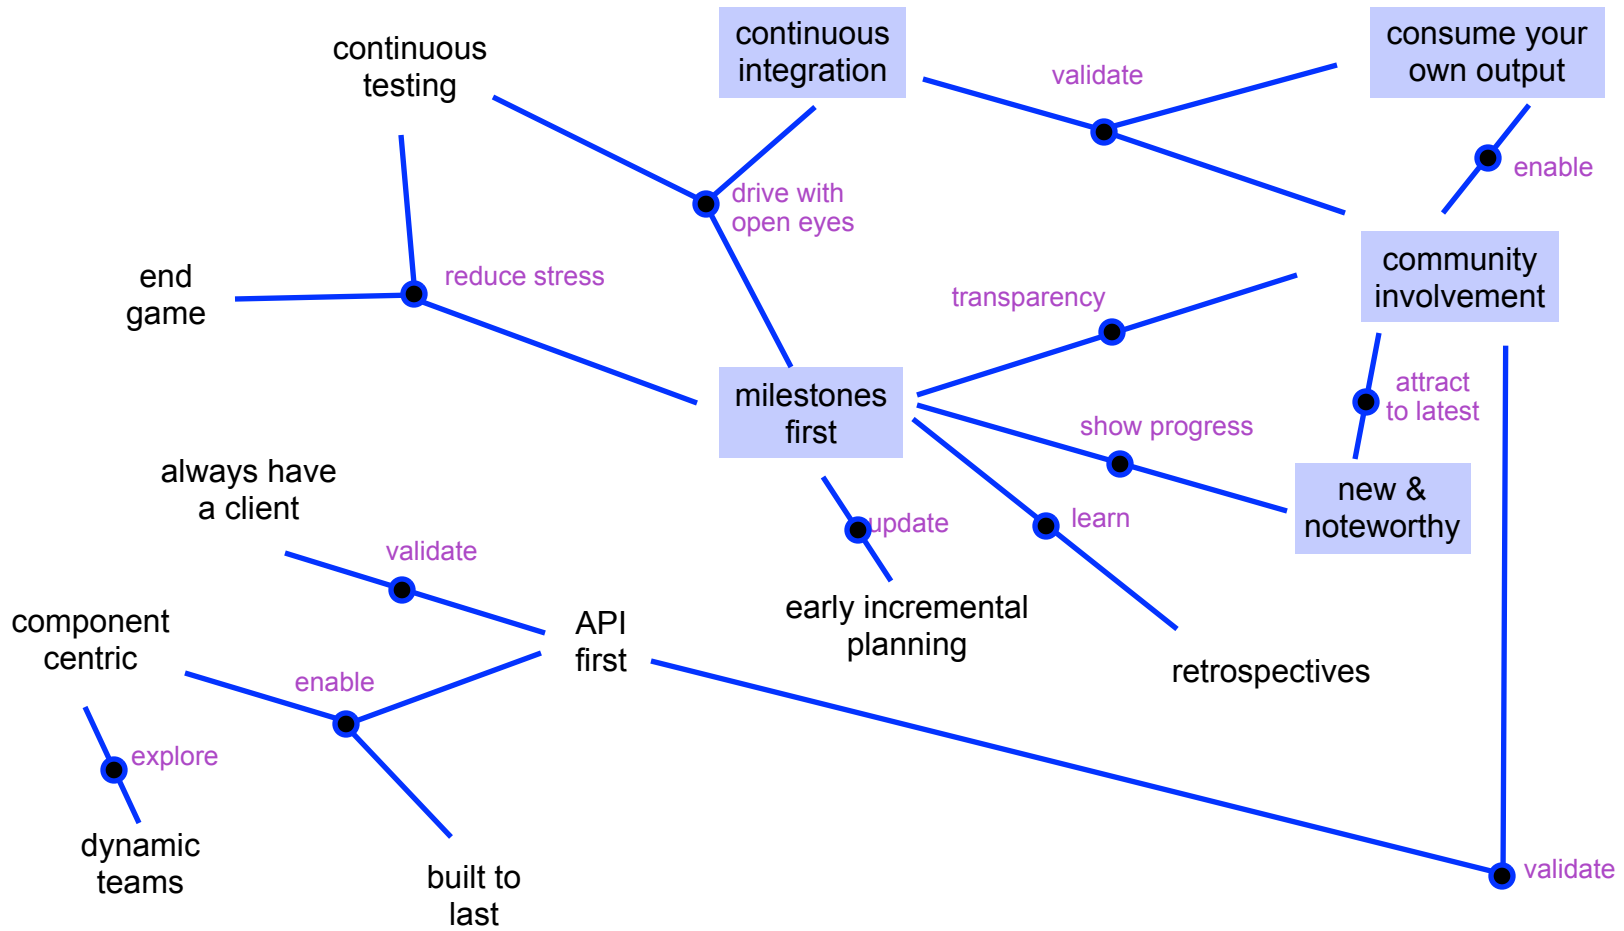 continuous
testing
continuous
integration
validate
consume your
own output
enable
drive with
open eyes
end
game
reduce stress
transparency
community
involvement
milestones
first
show progress
attract
to latest
always have
a client
validate
update
learn
new &
noteworthy
component
centric
enable
API
first
early incremental
planning
retrospectives
explore
dynamic
teams
built to
last
validate